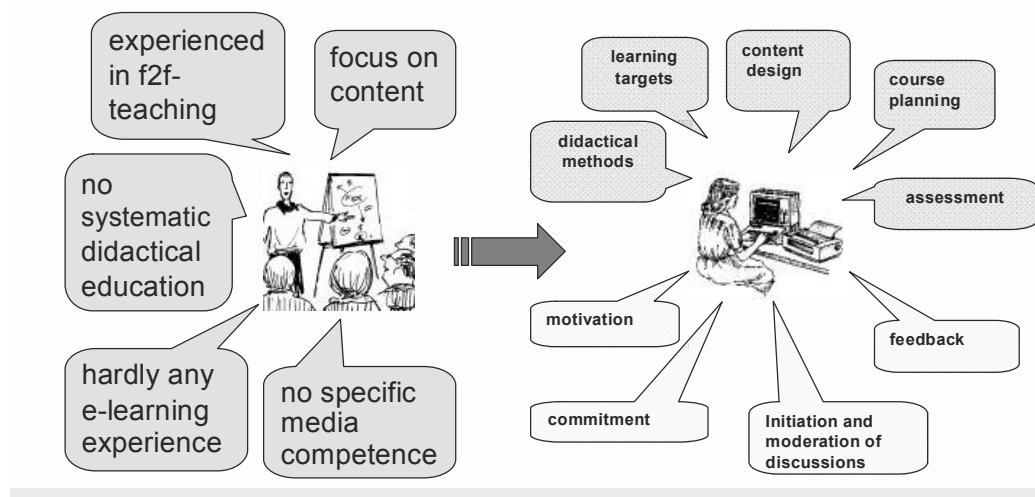 experienced
in f2f-
teaching
focus on
content
no
systematic
didactical
education
hardly any
e-learning
experience
no specific
media
competence
learning
targets
content
design
course
planning
didactical
methods
assessment
motivation
feedback
commitment
Initiation and
moderation of
discussions